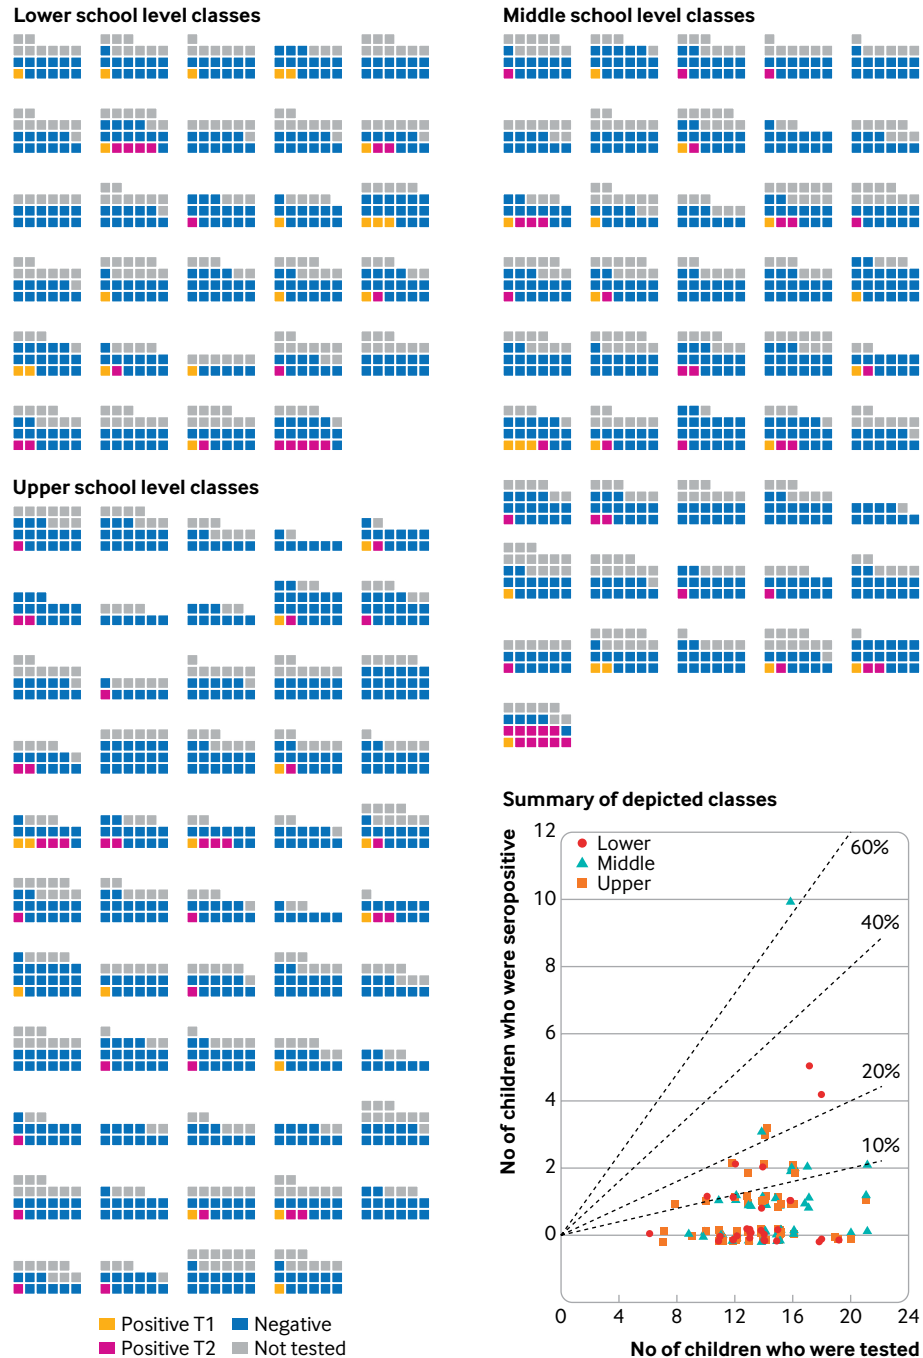 Lower school level classes
Middle school level classes
Upper school level classes
Positive T1
Negative
Positive T2
Not tested
Summary of depicted classes
No of children who were seropositive
12
10
8
6
4
2
0
Lower
Middle
Upper
60%
40%
20%
10%
0
4
8
12
16
20
24
No of children who were tested